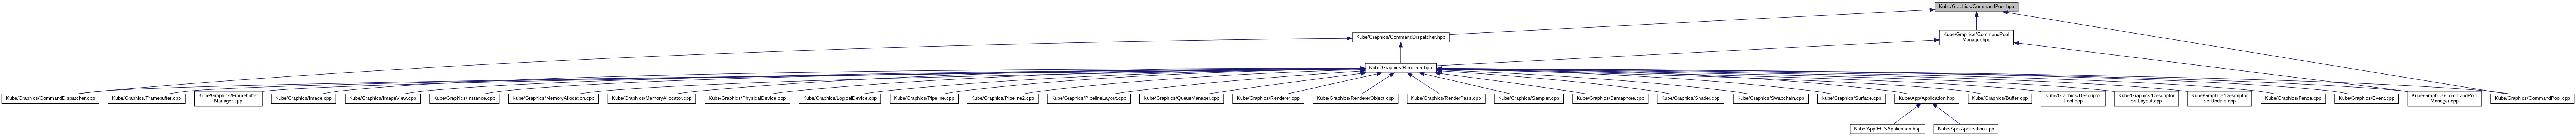 Kube/Graphics/CommandPool.hpp
Kube/Graphics/CommandDispatcher.hpp
Kube/Graphics/CommandPool
Manager.hpp
Kube/Graphics/Renderer.hpp
Kube/Graphics/CommandDispatcher.cpp
Kube/Graphics/Framebuffer.cpp
Kube/Graphics/Framebuffer
Manager.cpp
Kube/Graphics/Image.cpp
Kube/Graphics/ImageView.cpp
Kube/Graphics/Instance.cpp
Kube/Graphics/MemoryAllocation.cpp
Kube/Graphics/MemoryAllocator.cpp
Kube/Graphics/PhysicalDevice.cpp
Kube/Graphics/LogicalDevice.cpp
Kube/Graphics/Pipeline.cpp
Kube/Graphics/Pipeline2.cpp
Kube/Graphics/PipelineLayout.cpp
Kube/Graphics/QueueManager.cpp
Kube/Graphics/Renderer.cpp
Kube/Graphics/RendererObject.cpp
Kube/Graphics/RenderPass.cpp
Kube/Graphics/Sampler.cpp
Kube/Graphics/Semaphore.cpp
Kube/Graphics/Shader.cpp
Kube/Graphics/Swapchain.cpp
Kube/Graphics/Surface.cpp
Kube/App/Application.hpp
Kube/Graphics/Buffer.cpp
Kube/Graphics/Descriptor
Pool.cpp
Kube/Graphics/Descriptor
SetLayout.cpp
Kube/Graphics/Descriptor
SetUpdate.cpp
Kube/Graphics/Fence.cpp
Kube/Graphics/Event.cpp
Kube/Graphics/CommandPool
Manager.cpp
Kube/Graphics/CommandPool.cpp
Kube/App/ECSApplication.hpp
Kube/App/Application.cpp